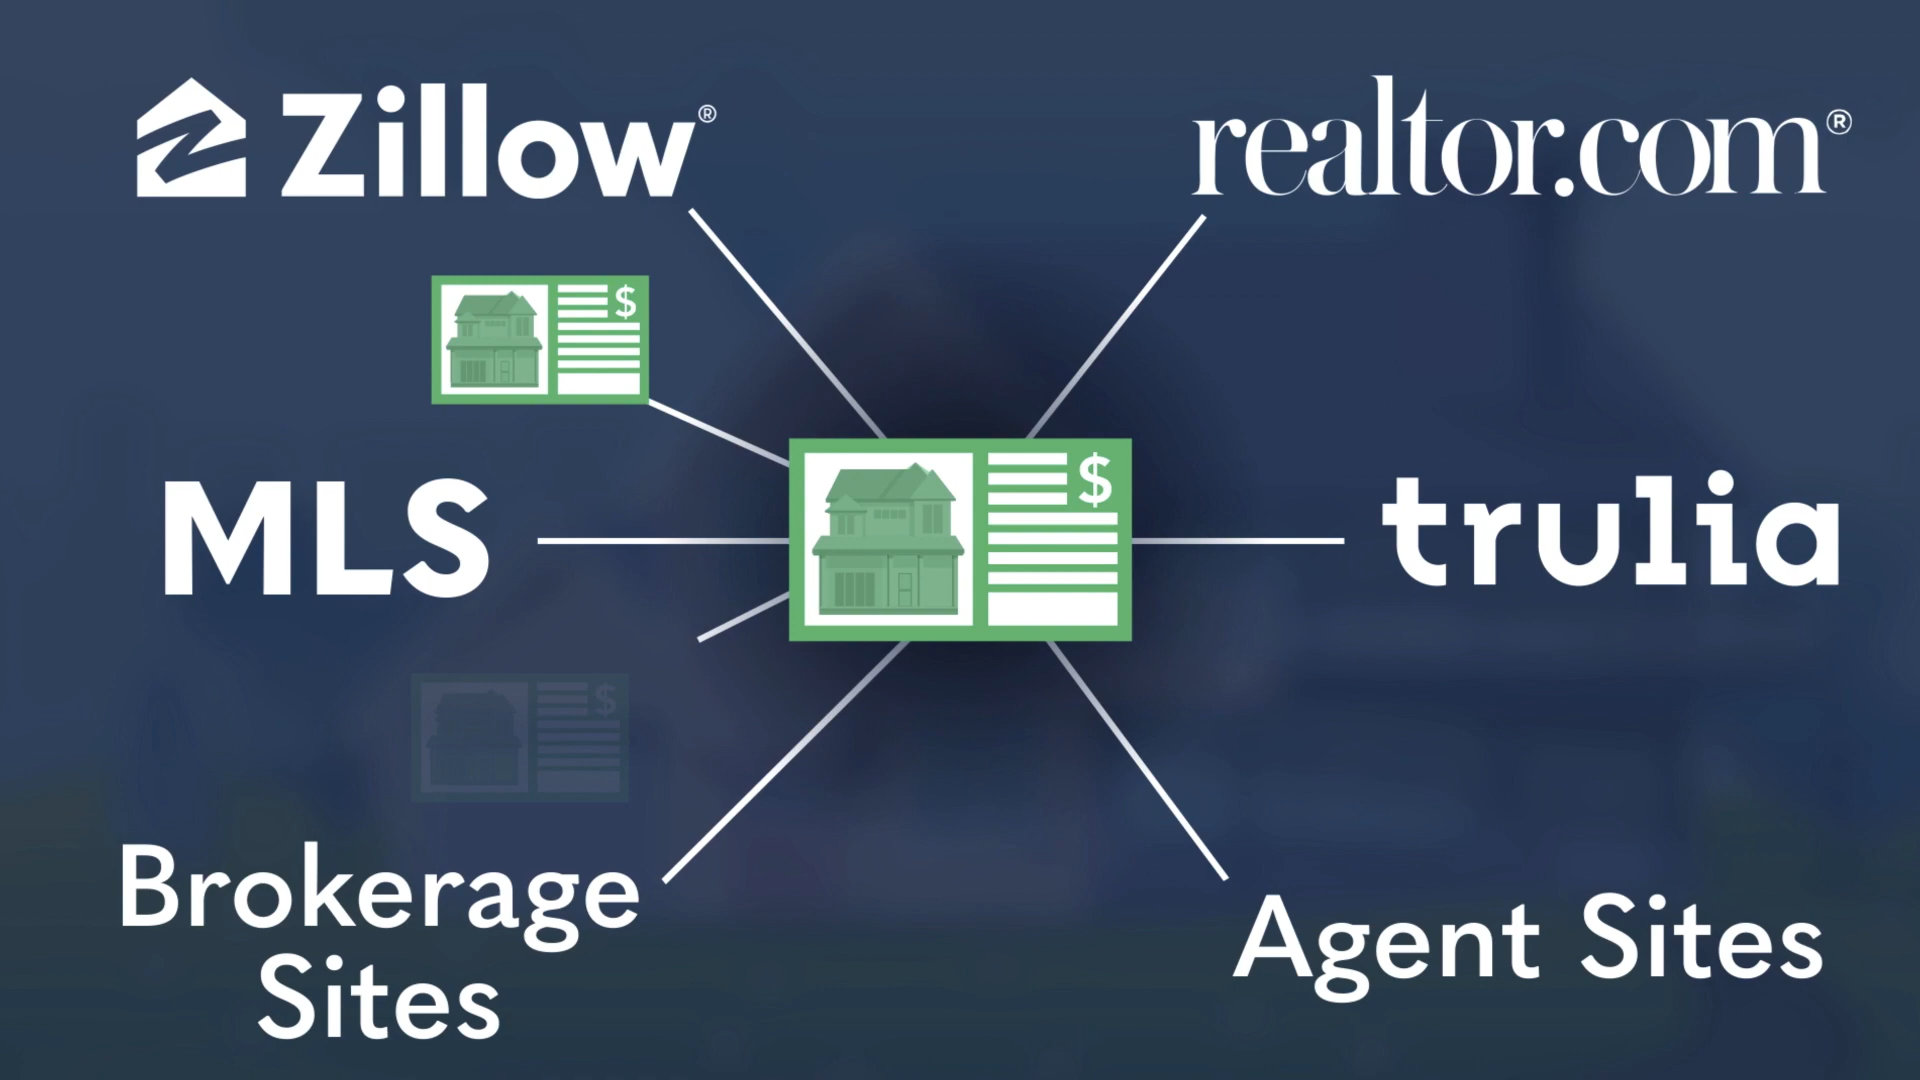 Zillow®
realtor.com®
$
MLS
$
trulia
$
Brokerage
Sites
Agent Sites